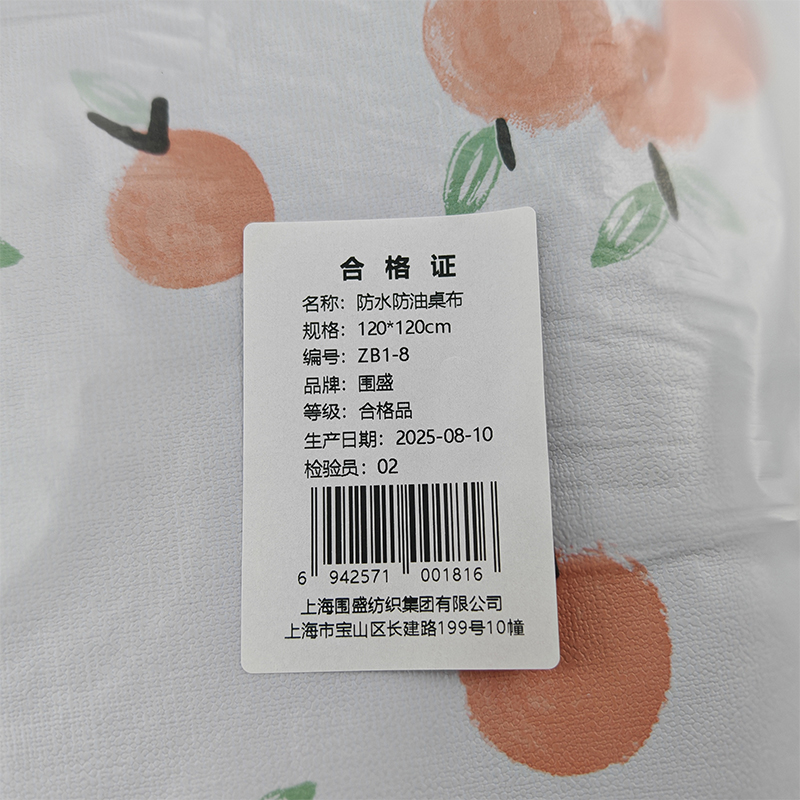 合格证
名称：防水防油桌布
规格：120*120cm
编号：ZB1-8
品牌：围盛
等级：合格品
生产日期：2025-08-10
检验员：02
6 942571 001816
上海围盛纺织集团有限公司
上海市宝山区长建路199号10幢